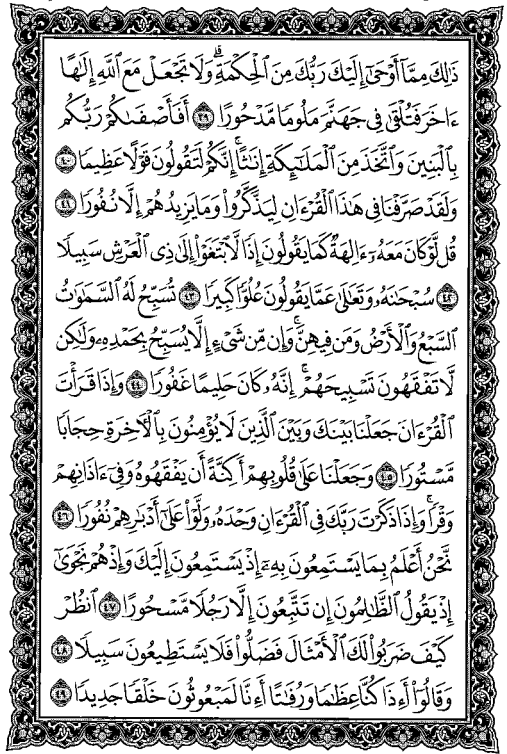 ذَٰلِكَ مِمَّآ أَوْحَىٰٓ إِلَيْكَ رَبُّكَ مِنَ ٱلْحِكْمَةِ ۗ وَلَا تَجْعَلْ مَعَ ٱللَّهِ إِلَٰهًا
ءَاخَرَ فَتُلْقَىٰ فِى جَهَنَّمَ مَلُومًا مَّدْحُورًا ٣٩ أَفَأَصْفَىٰكُمْ رَبُّكُم
بِٱلْبَنِينَ وَٱتَّخَذَ مِنَ ٱلْمَلَٰٓئِكَةِ إِنَٰثًا ۚ إِنَّكُمْ لَتَقُولُونَ قَوْلًا عَظِيمًا ٤٠
وَلَقَدْ صَرَّفْنَا فِى هَٰذَا ٱلْقُرْءَانِ لِيَذَّكَّرُوا۟ وَمَا يَزِيدُهُمْ إِلَّا نُفُورًا ٤١
قُل لَّوْ كَانَ مَعَهُۥٓ ءَالِهَةٌ كَمَا يَقُولُونَ إِذًا لَّٱبْتَغَوْا۟ إِلَىٰ ذِى ٱلْعَرْشِ سَبِيلًا
٤٢ سُبْحَٰنَهُۥ وَتَعَٰلَىٰ عَمَّا يَقُولُونَ عُلُوًّا كَبِيرًا ٤٣ تُسَبِّحُ لَهُ ٱلسَّمَٰوَٰتُ
ٱلسَّبْعُ وَٱلْأَرْضُ وَمَن فِيهِنَّ ۚ وَإِن مِّن شَىْءٍ إِلَّا يُسَبِّحُ بِحَمْدِهِۦ وَلَٰكِن
لَّا تَفْقَهُونَ تَسْبِيحَهُمْ ۗ إِنَّهُۥ كَانَ حَلِيمًا غَفُورًا ٤٤ وَإِذَا قَرَأْتَ
ٱلْقُرْءَانَ جَعَلْنَا بَيْنَكَ وَبَيْنَ ٱلَّذِينَ لَا يُؤْمِنُونَ بِٱلْءَاخِرَةِ حِجَابًا
مَّسْتُورًا ٤٥ وَجَعَلْنَا عَلَىٰ قُلُوبِهِمْ أَكِنَّةً أَن يَفْقَهُوهُ وَفِىٓ ءَاذَانِهِمْ
وَقْرًا ۚ وَإِذَا ذَكَرْتَ رَبَّكَ فِى ٱلْقُرْءَانِ وَحْدَهُۥ وَلَّوْا۟ عَلَىٰٓ أَدْبَٰرِهِمْ نُفُورًا ٤٦
نَّحْنُ أَعْلَمُ بِمَا يَسْتَمِعُونَ بِهِۦٓ إِذْ يَسْتَمِعُونَ إِلَيْكَ وَإِذْ هُمْ نَجْوَىٰٓ
إِذْ يَقُولُ ٱلظَّٰلِمُونَ إِن تَتَّبِعُونَ إِلَّا رَجُلًا مَّسْحُورًا ٤٧ ٱنظُرْ
كَيْفَ ضَرَبُوا۟ لَكَ ٱلْأَمْثَالَ فَضَلُّوا۟ فَلَا يَسْتَطِيعُونَ سَبِيلًا ٤٨
وَقَالُوٓا۟ أَءِذَا كُنَّا عِظَٰمًا وَرُفَٰتًا أَءِنَّا لَمَبْعُوثُونَ خَلْقًا جَدِيدًا ٤٩